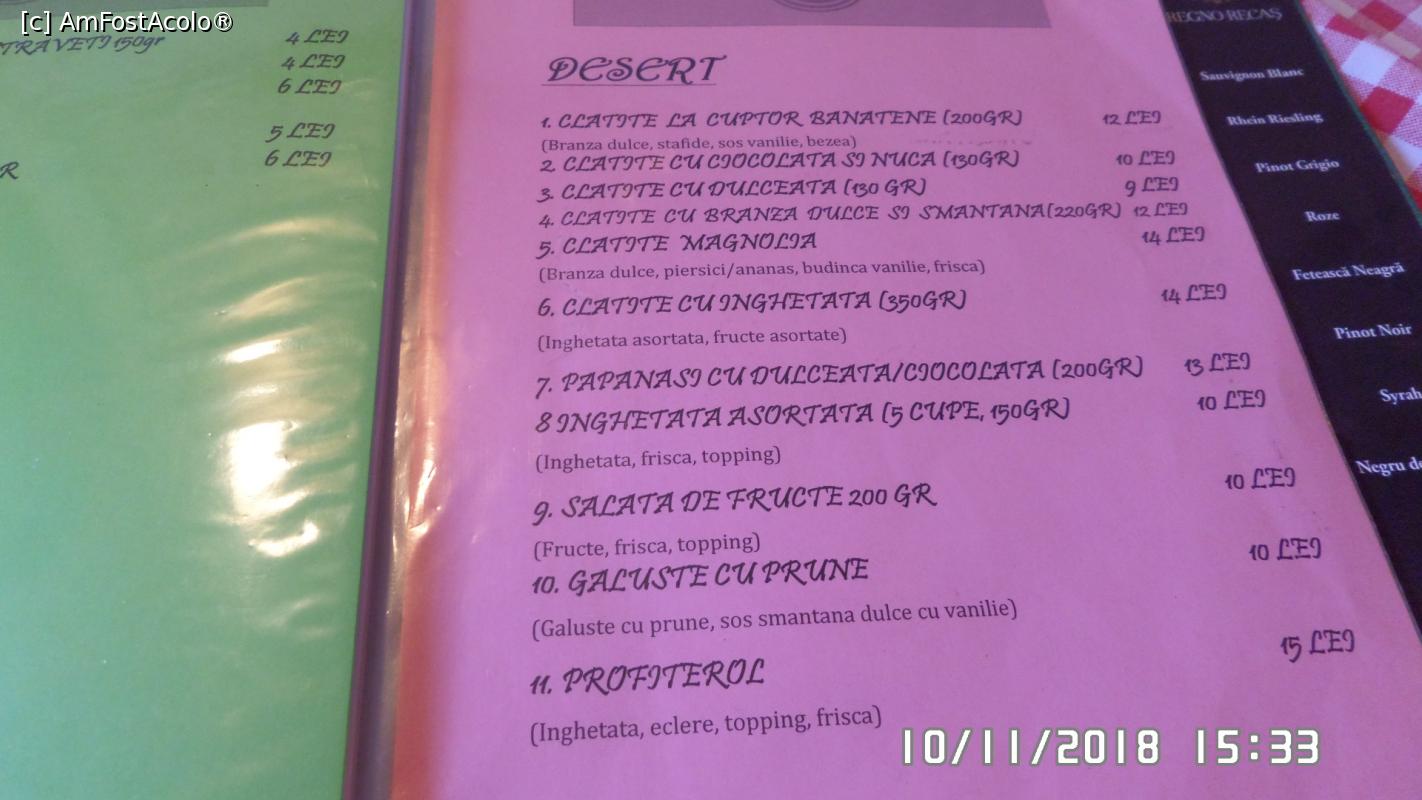 [c] AmFostAcolo®
TRAVETI 150gr 4 LEI
4 LEI
6 LEI
5 LEI
R 6 LEI
DESERT
1. CLATITE LA CUPTOR BANATENE (200GR) 12 LEI
(Branza dulce, stafide, sos vanilie, bezea)
2. CLATITE CU CIOCOLATA SI NUCA (130GR) 10 LEI
3. CLATITE CU DULCEATA (130 GR) 9 LEI
4. CLATITE CU BRANZA DULCE SI SMANTANA(220GR) 12 LEI
5. CLATITE MAGNOLIA 14 LEI
(Branza dulce, piersici/ananas, budinca vanilie, frisca)
6. CLATITE CU INGHETATA (350GR) 14 LEI
(Inghetata asortata, fructe asortate)
7. PAPANASI CU DULCEATA/CIOCOLATA (200GR) 13 LEI
8 INGHETATA ASORTATA (5 CUPE, 150GR) 10 LEI
(Inghetata, frisca, topping)
9. SALATA DE FRUCTE 200 GR 10 LEI
(Fructe, frisca, topping)
10. GALUSTE CU PRUNE 10 LEI
(Galuste cu prune, sos smantana dulce cu vanilie)
11. PROFITEROL 15 LEI
(Inghetata, eclere, topping, frisca)
REGNO RECAȘ
Sauvignon Blanc
Rhein Riesling
Pinot Grigio
Roze
Fetească Neagră
Pinot Noir
Syrah
Negru d
10/11/2018 15:33